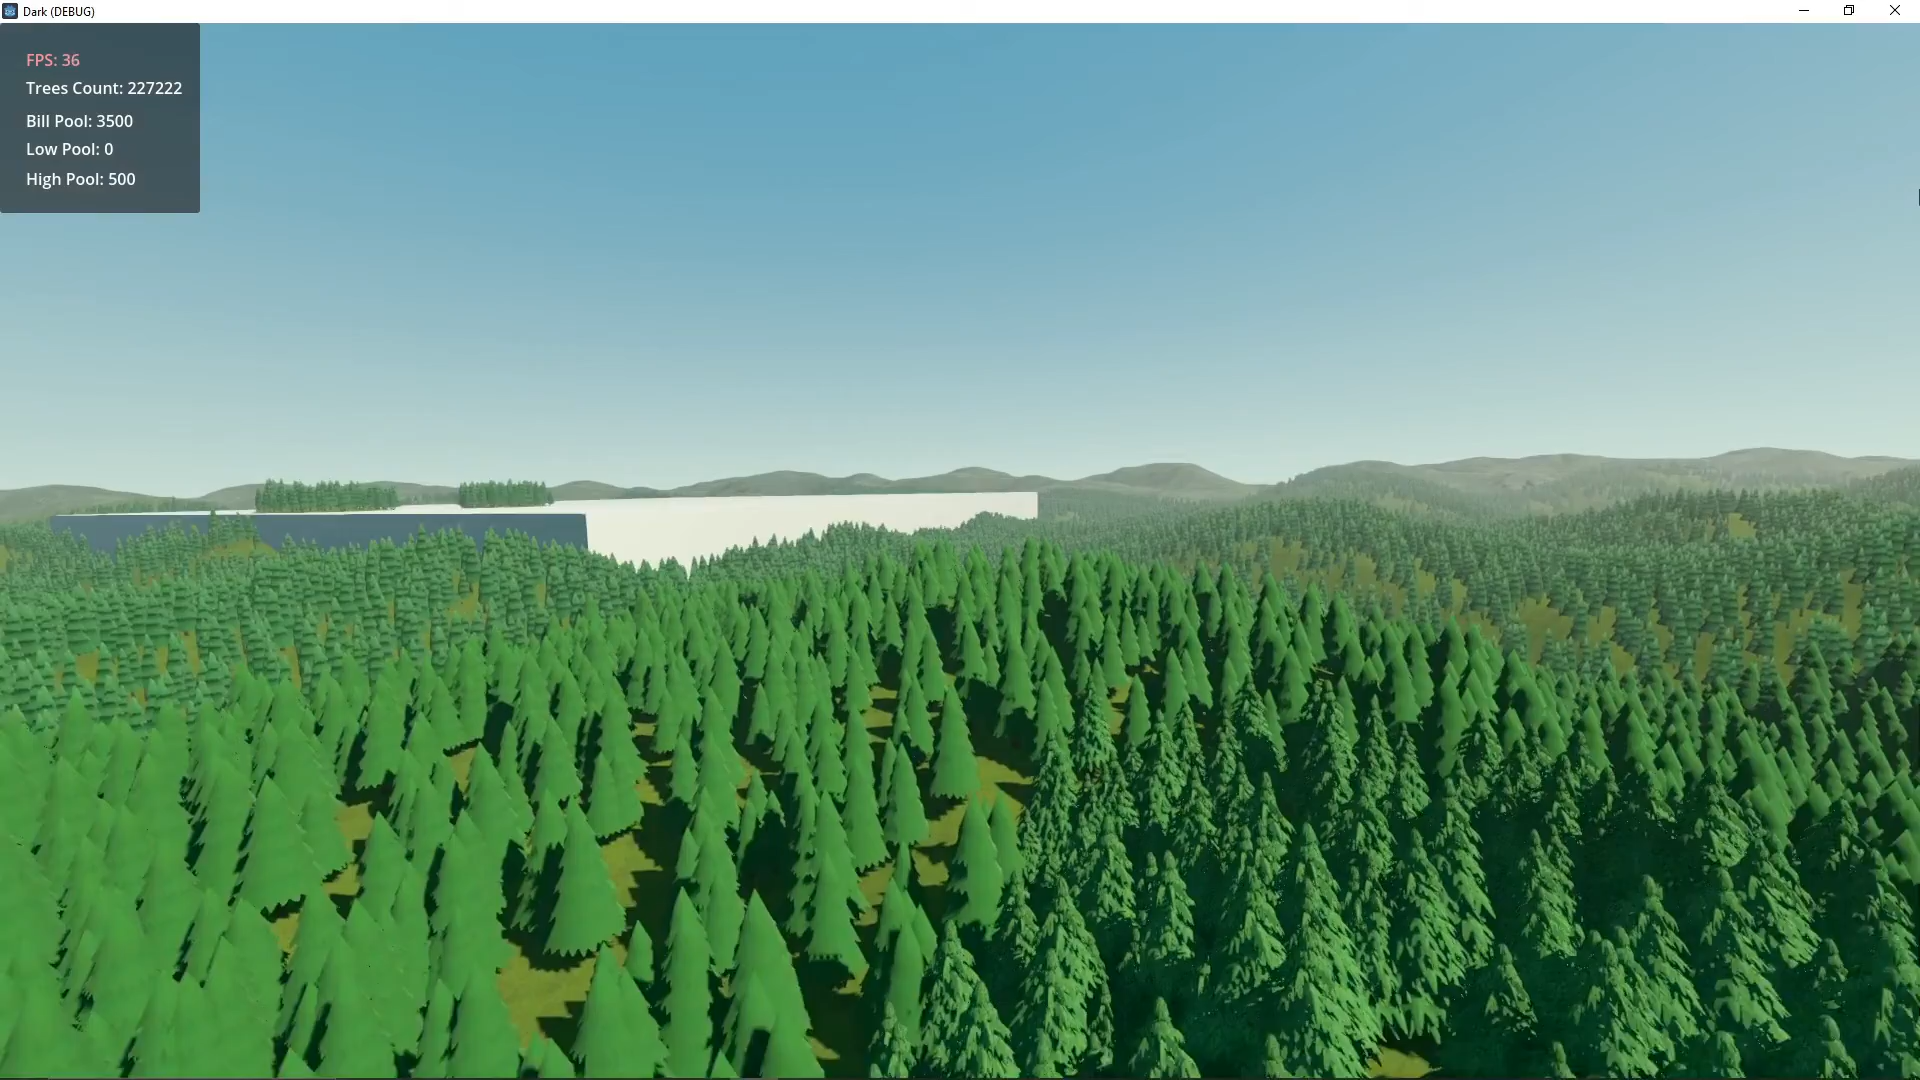 Dark (DEBUG)
FPS: 36
Trees Count: 227222
Bill Pool: 3500
Low Pool: 0
High Pool: 500